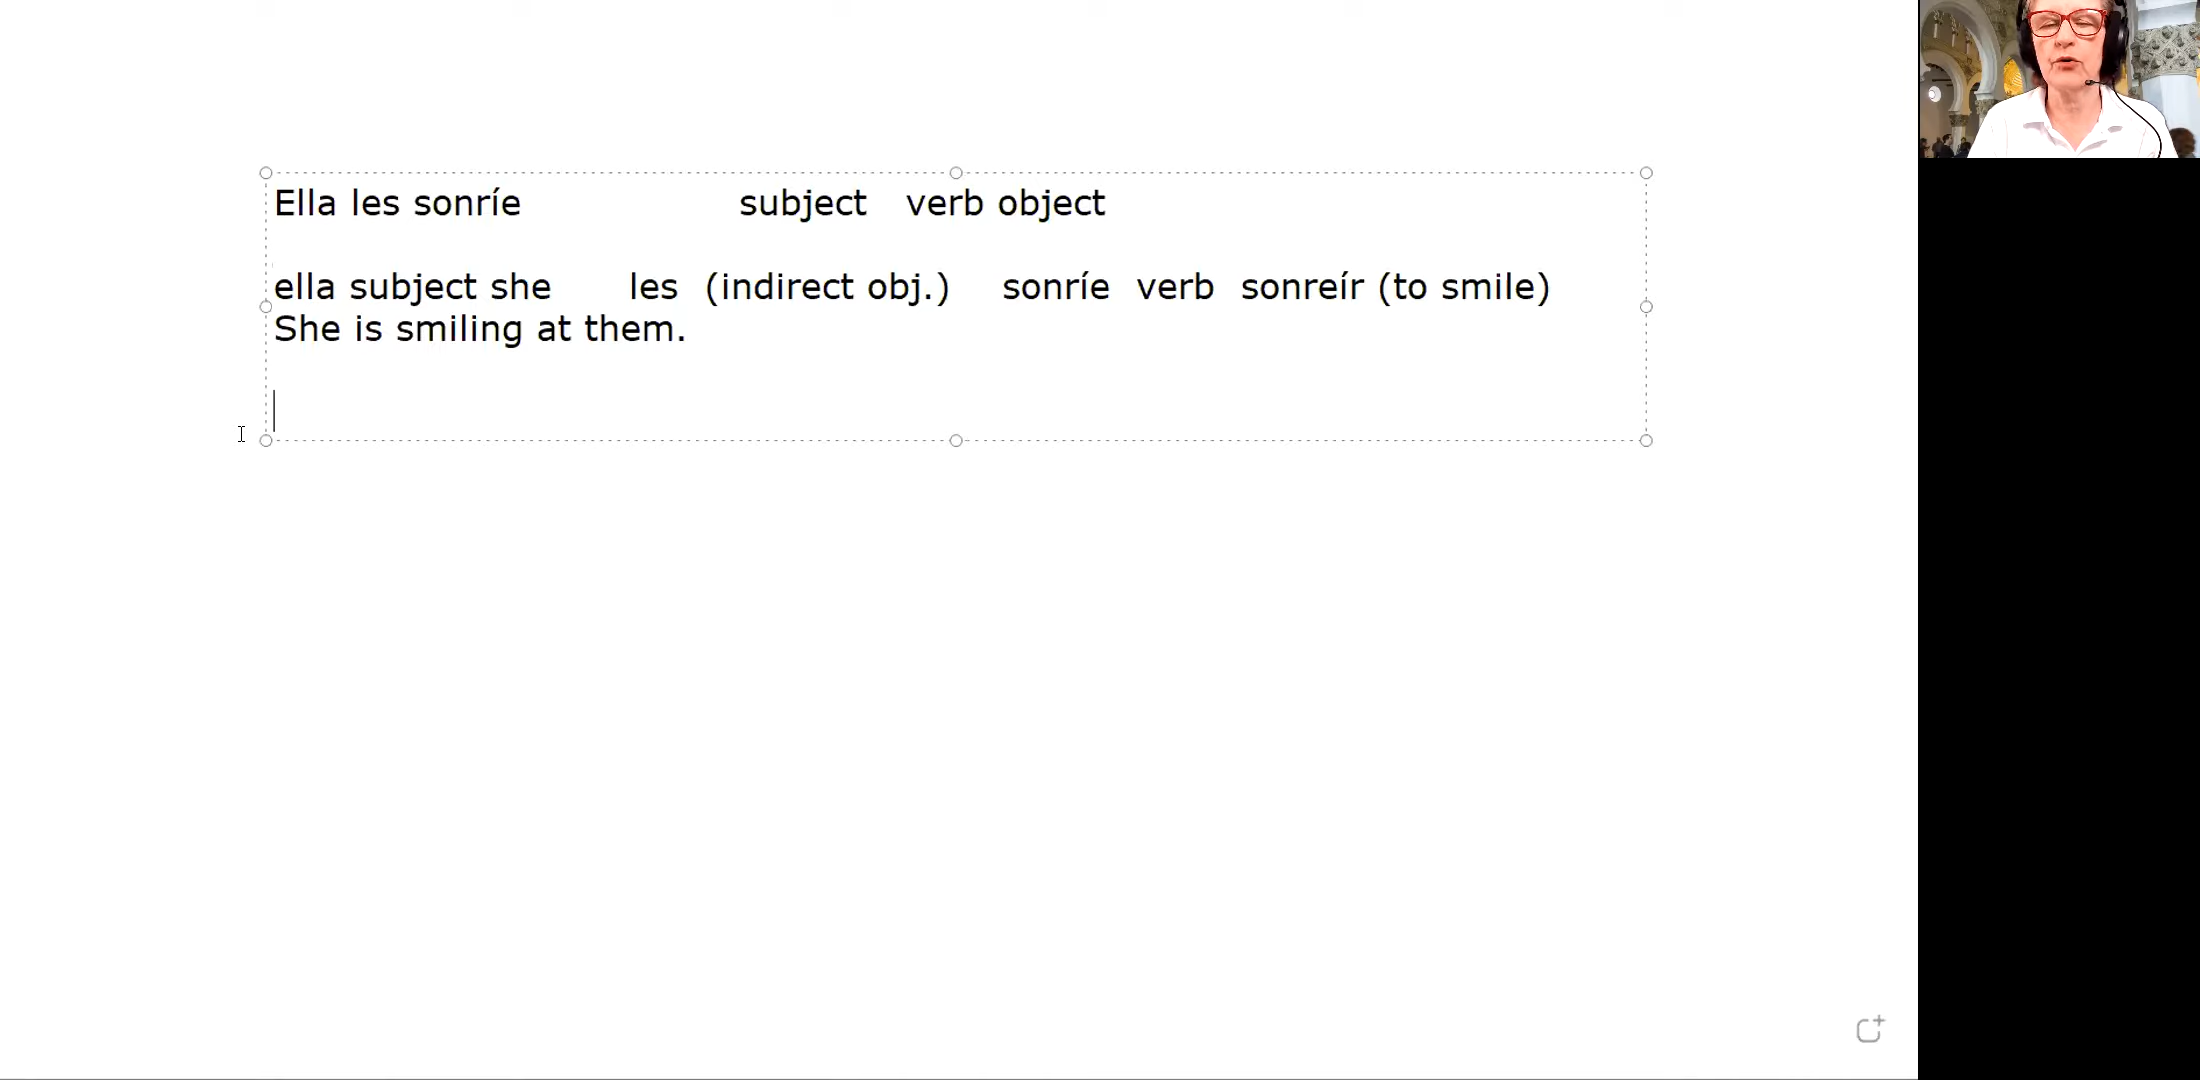 Ella les sonríe subject verb object
ella subject she les (indirect obj.) sonríe verb sonreír (to smile)
She is smiling at them.